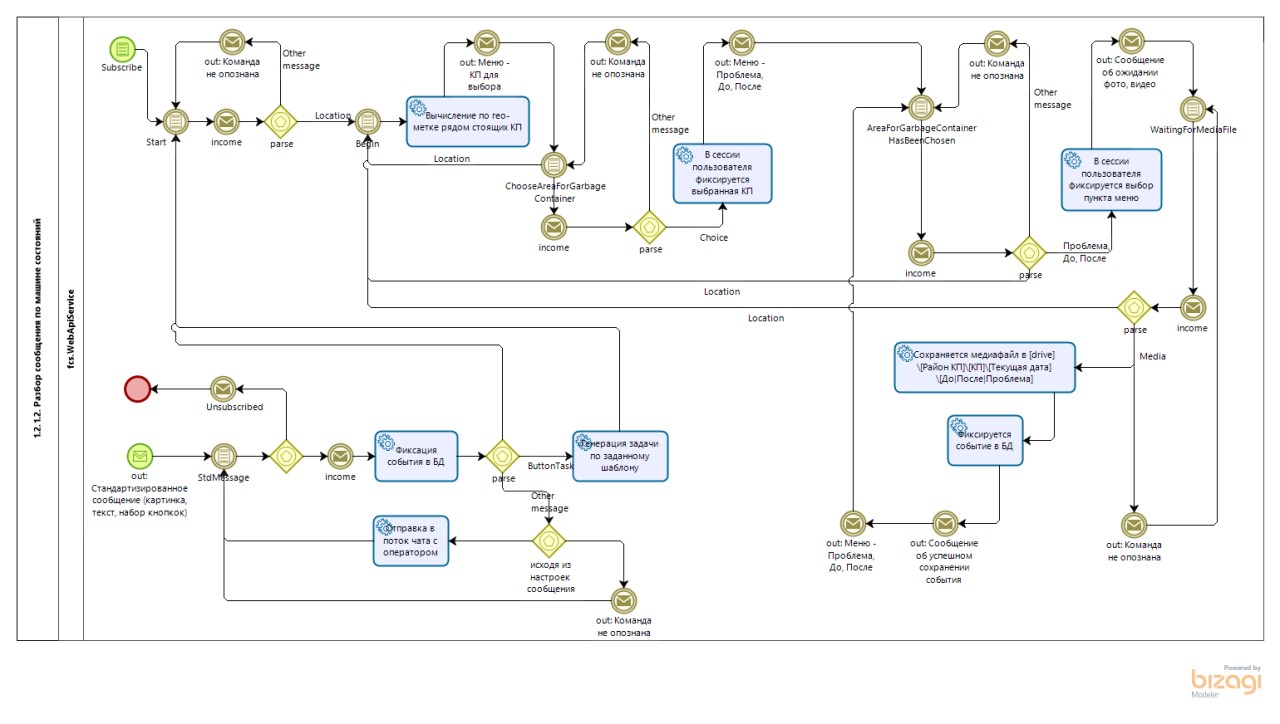 1.2.1.2. Разбор сообщения по машине состояний
fcs.WebApiService
Subscribe
out: Команда
не опознана
Other
message
Start
income
parse
Location
Begin
Вычисление по гео-
метке рядом стоящих КП
out: Меню -
КП для
выбора
Location
ChooseAreaForGarbage
Container
income
out: Команда
не опознана
Other
message
parse
Choice
В сессии
пользователя
фиксируется
выбранная КП
out: Меню -
Проблема,
До, После
AreaForGarbageContainer
HasBeenChosen
income
out: Команда
не опознана
Other
message
parse
Проблема,
До, После
В сессии
пользователя
фиксируется выбор
пункта меню
out: Сообщение
об ожидании
фото, видео
WaitingForMediaFile
income
parse
Location
Location
Media
Сохраняется медиафайл в [drive]
\[Район КП]\[КП]\[Текущая дата]
\[До|После|Проблема]
Фиксируется
событие в БД
out: Меню -
Проблема,
До, После
out: Сообщение
об успешном
сохранении
события
out: Команда
не опознана
Unsubscribed
out:
Стандартизированное
сообщение (картинка,
текст, набор кнопкок)
StdMessage
income
Фиксация
события в БД
parse
ButtonTask
Генерация задачи
по заданному
шаблону
Other
message
Отправка в
поток чата с
оператором
исходя из
настроек
сообщения
out: Команда
не опознана
Powered by
bizagi
Modeler